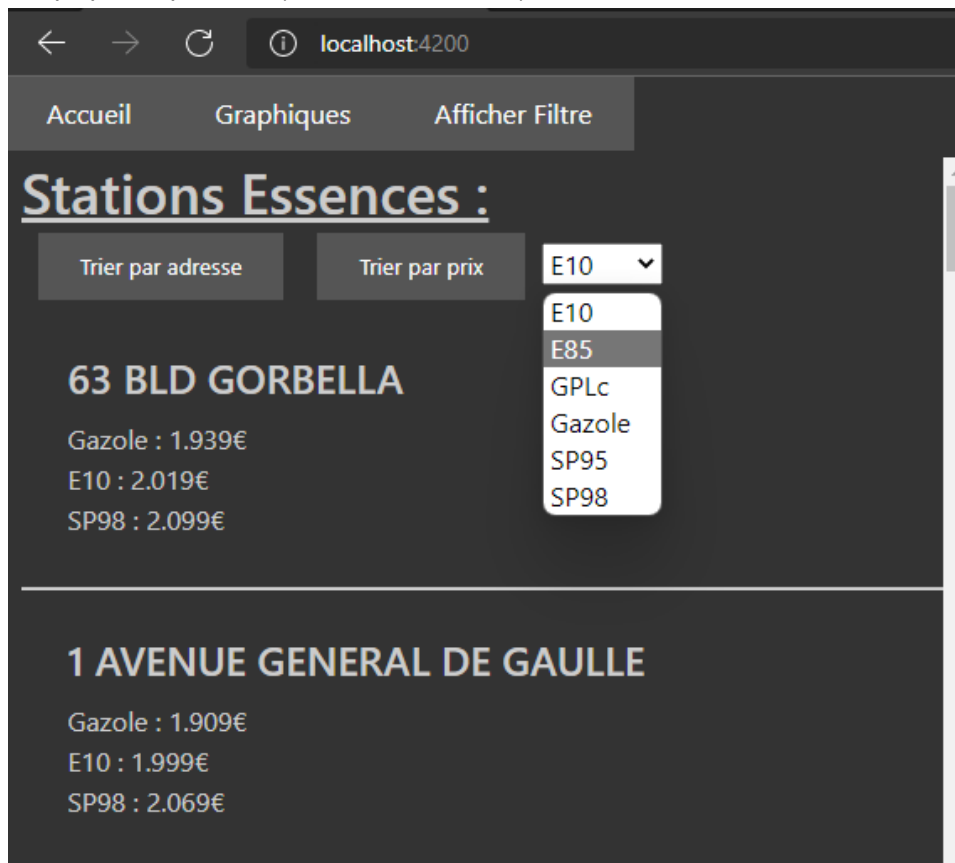 localhost:4200
Accueil Graphiques Afficher Filtre
Stations Essences :
Trier par adresse Trier par prix E10
E10
E85
GPLc
Gazole
SP95
SP98
63 BLD GORBELLA
Gazole : 1.939€
E10 : 2.019€
SP98 : 2.099€
1 AVENUE GENERAL DE GAULLE
Gazole : 1.909€
E10 : 1.999€
SP98 : 2.069€